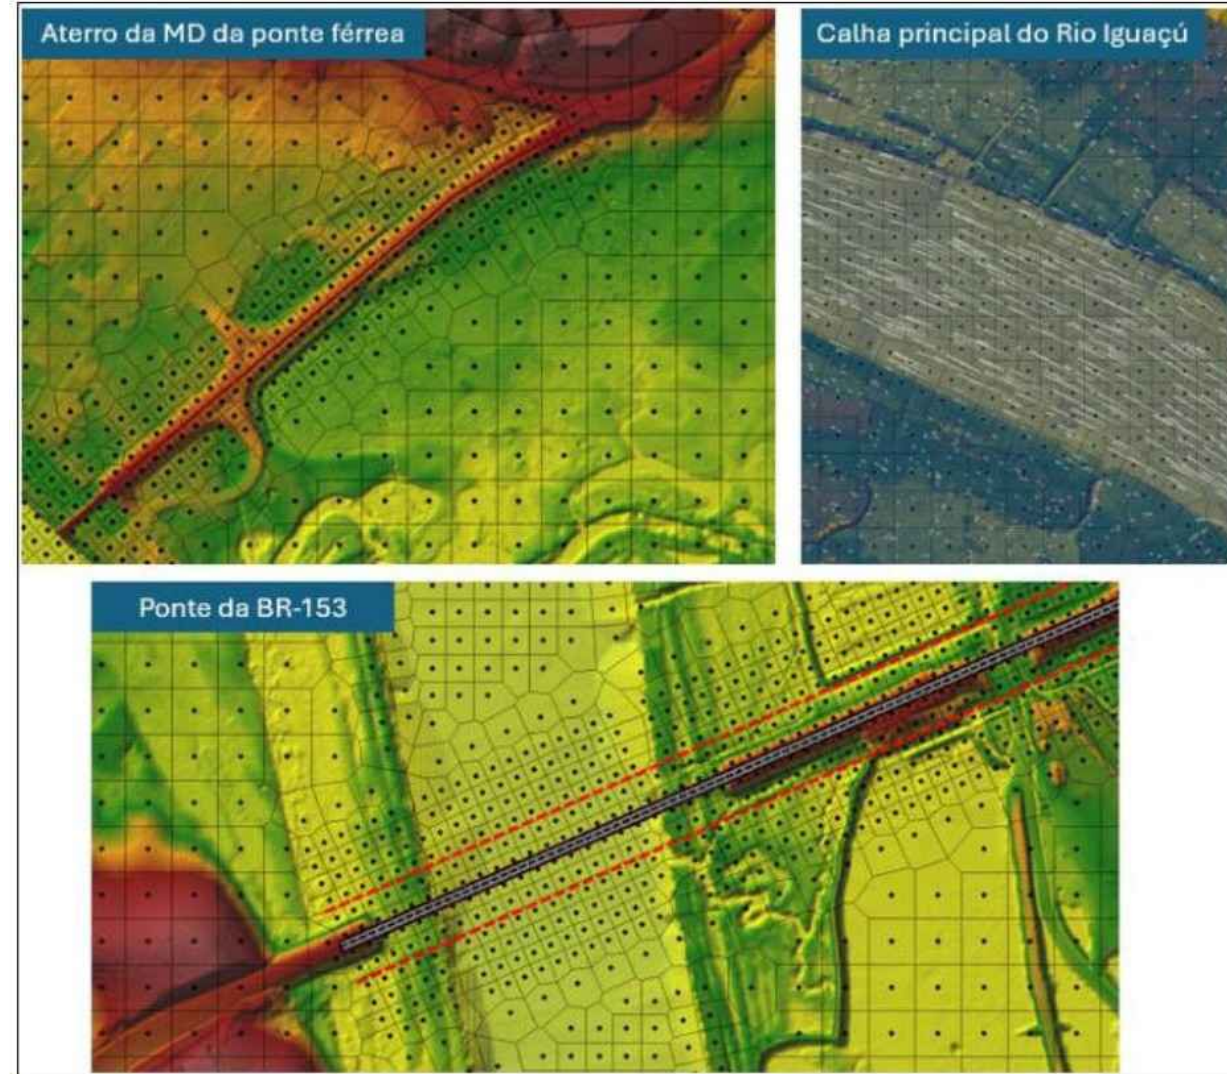 Aterro da MD da ponte férrea
Calha principal do Rio Iguaçú
Ponte da BR-153